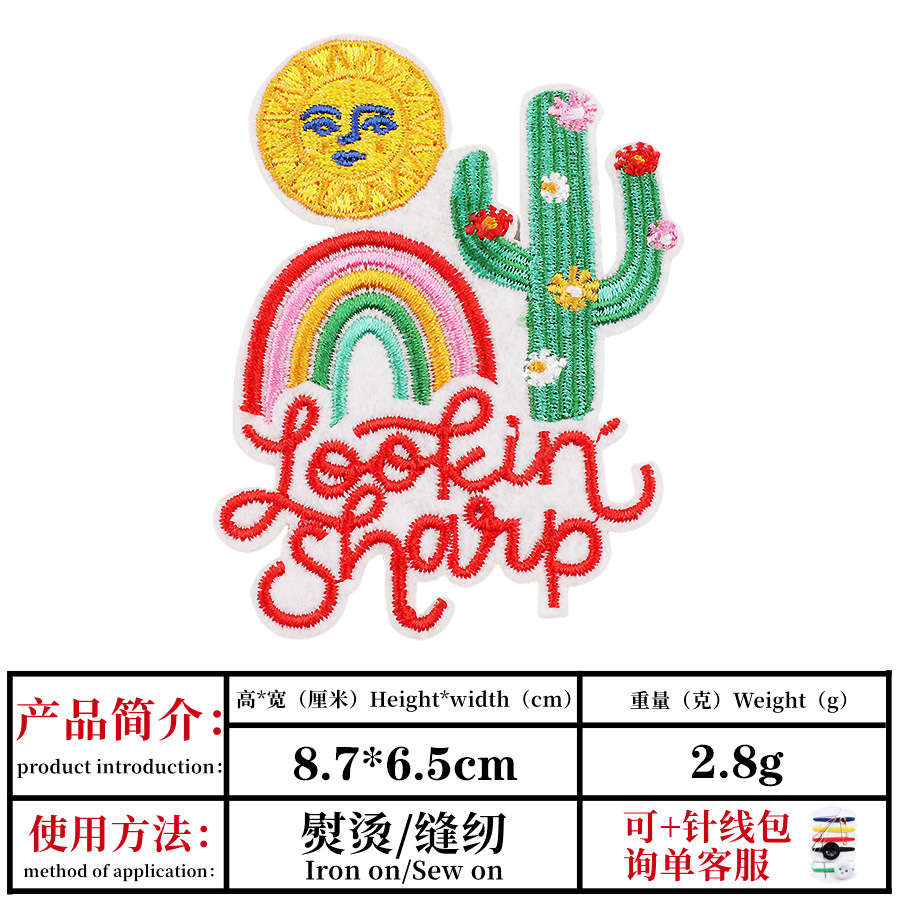 Lookin'
Sharp
产品简介：
product introduction：
高*宽（厘米）Height*width（cm）
重量（克）Weight（g）
8.7*6.5cm
2.8g
使用方法：
method of application：
熨烫/缝纫
Iron on/Sew on
可+针线包
询单客服